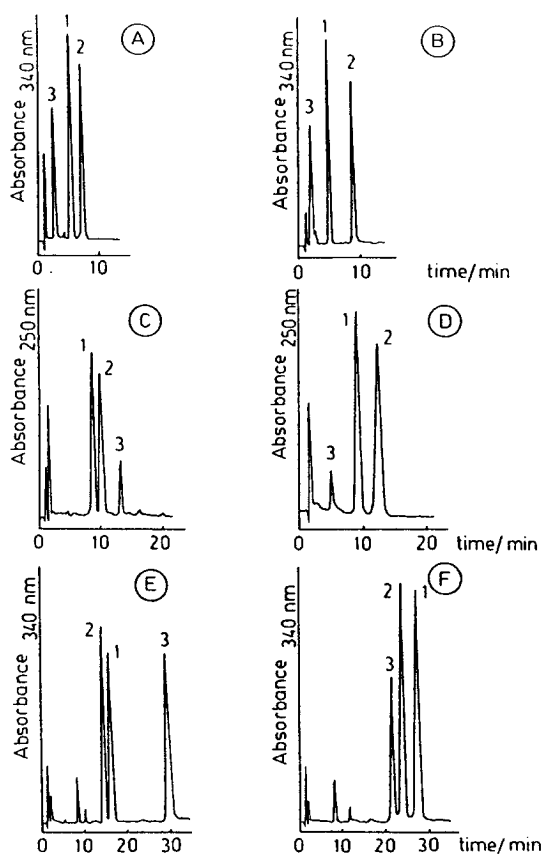 A
Absorbance 340 nm
3 1 2
0 10
B
Absorbance 340 nm
3 1 2
0 10 time/min
C
Absorbance 250 nm
1 2 3
0 10 20
D
Absorbance 250 nm
3 1 2
0 10 20 time/min
E
Absorbance 340 nm
2 1 3
0 10 20 30
F
Absorbance 340 nm
3 2 1
0 10 20 30 time/min